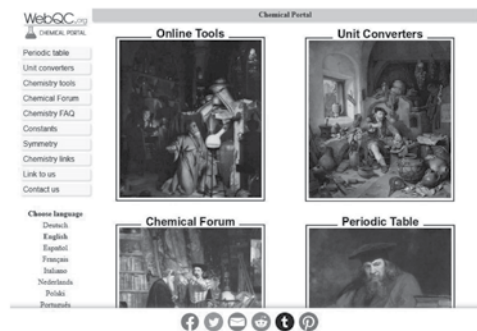 WebQC.org
CHEMICAL PORTAL
Periodic table
Unit converters
Chemistry tools
Chemical Forum
Chemistry FAQ
Constants
Symmetry
Chemistry links
Link to us
Contact us
Choose language
Deutsch
English
Español
Français
Italiano
Nederlands
Polski
Português
Chemical Portal
Online Tools
Unit Converters
Chemical Forum
Periodic Table